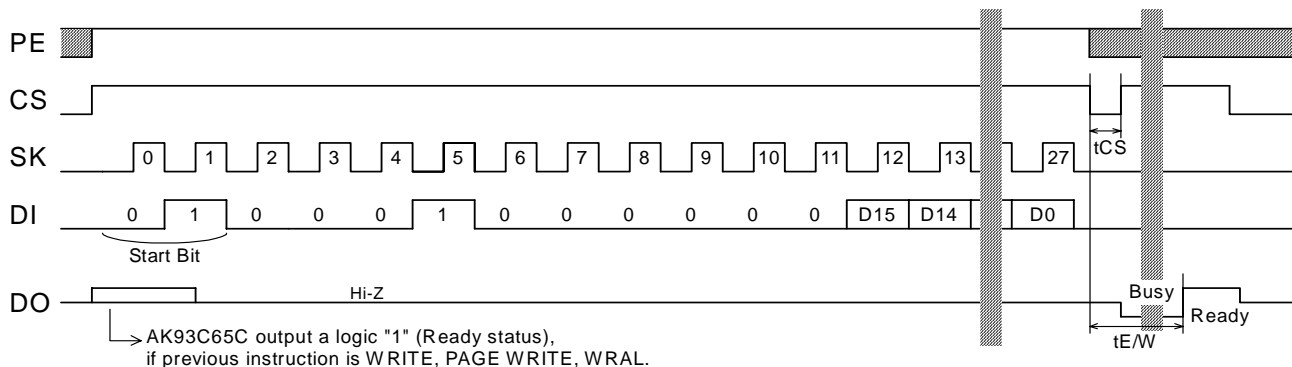 PE
CS
tCS
SK
0 1 2 3 4 5 6 7 8 9 10 11 12 13 27
DI
0 1 0 0 0 1 0 0 0 0 0 0 D15 D14 D0
Start Bit
DO
Hi-Z
Busy
Ready
tE/W
AK93C65C output a logic "1" (Ready status),
if previous instruction is WRITE, PAGE WRITE, WRAL.